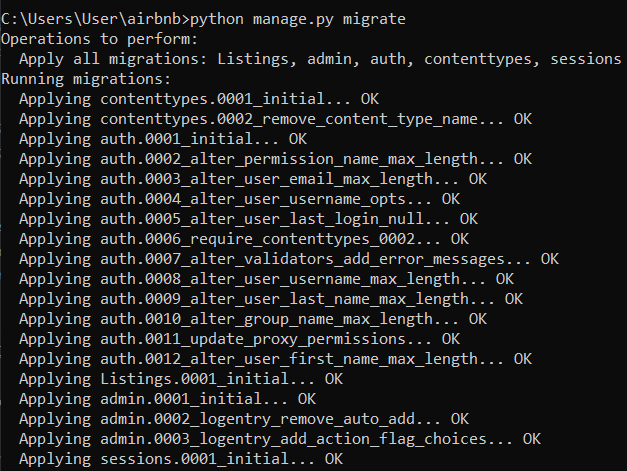 C:\Users\User\airbnb>python manage.py migrate
Operations to perform:
  Apply all migrations: Listings, admin, auth, contenttypes, sessions
Running migrations:
  Applying contenttypes.0001_initial... OK
  Applying contenttypes.0002_remove_content_type_name... OK
  Applying auth.0001_initial... OK
  Applying auth.0002_alter_permission_name_max_length... OK
  Applying auth.0003_alter_user_email_max_length... OK
  Applying auth.0004_alter_user_username_opts... OK
  Applying auth.0005_alter_user_last_login_null... OK
  Applying auth.0006_require_contenttypes_0002... OK
  Applying auth.0007_alter_validators_add_error_messages... OK
  Applying auth.0008_alter_user_username_max_length... OK
  Applying auth.0009_alter_user_last_name_max_length... OK
  Applying auth.0010_alter_group_name_max_length... OK
  Applying auth.0011_update_proxy_permissions... OK
  Applying auth.0012_alter_user_first_name_max_length... OK
  Applying Listings.0001_initial... OK
  Applying admin.0001_initial... OK
  Applying admin.0002_logentry_remove_auto_add... OK
  Applying admin.0003_logentry_add_action_flag_choices... OK
  Applying sessions.0001_initial... OK